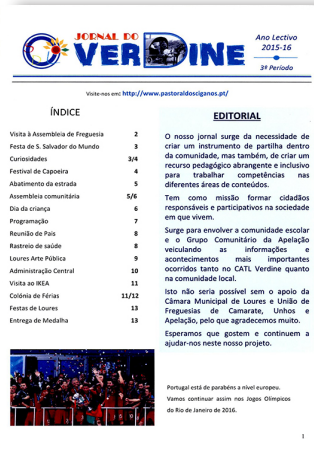 JORNAL DO
VERDINE
Ano Lectivo
2015-16
3º Período
Visite-nos em: http://www.pastoraldosciganos.pt/
ÍNDICE
Visita à Assembleia de Freguesia 2
Festa de S. Salvador do Mundo 3
Curiosidades 3/4
Festival de Capoeira 4
Abatimento da estrada 5
Assembleia comunitária 5/6
Dia da criança 6
Programação 7
Reunião de Pais 8
Rastreio de saúde 8
Loures Arte Pública 9
Administração Central 10
Visita ao IKEA 11
Colónia de Férias 11/12
Festas de Loures 13
Entrega de Medalha 13
EDITORIAL
O nosso jornal surge da necesidade de
criar um instrumento de partilha dentro
da comunidade, mas também, de criar um
recurso pedagógico abrangente e inclusivo
para trabalhar competências nas
diferentes áreas de conteúdos.
Tem como missão formar cidadãos
responsáveis e participativos na sociedade
em que vivem.
Surge para envolver a comunidade escolar
e o Grupo Comunitário da Apelação
veiculando as informações e
acontecimentos mais importantes
ocorridos tanto no CATL Verdine quanto
na comunidade local.
Isto não seria possível sem o apoio da
Câmara Municipal de Loures e União de
Freguesias de Camarate, Unhos e
Apelação, pelo que agradecemos muito.
Esperamos que gostem e continuem a
ajudar-nos neste nosso projeto.
Portugal está de parabéns a nível europeu.
Vamos continuar assim nos Jogos Olímpicos
do Rio de Janeiro de 2016.
1